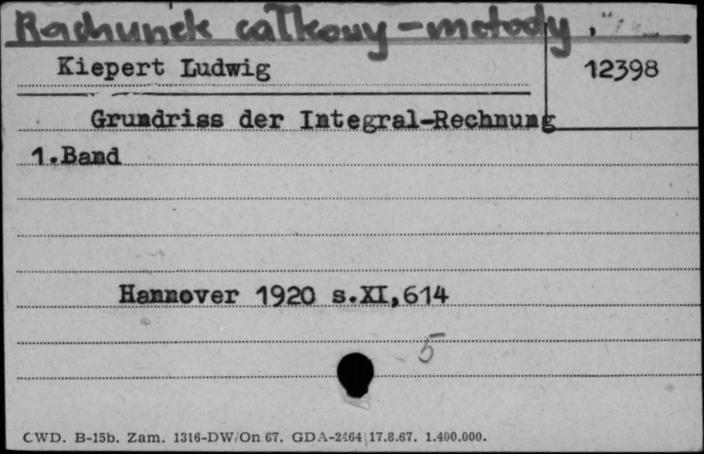 Rachunek całkowy - metody.
Kiepert Ludwig
12398
Grundriss der Integral-Rechnung
1.Band
Hannover 1920 s.XI,614
5
CWD. B-15b. Zam. 1316-DW/On 67. GDA-2464 17.8.67. 1.400.000.